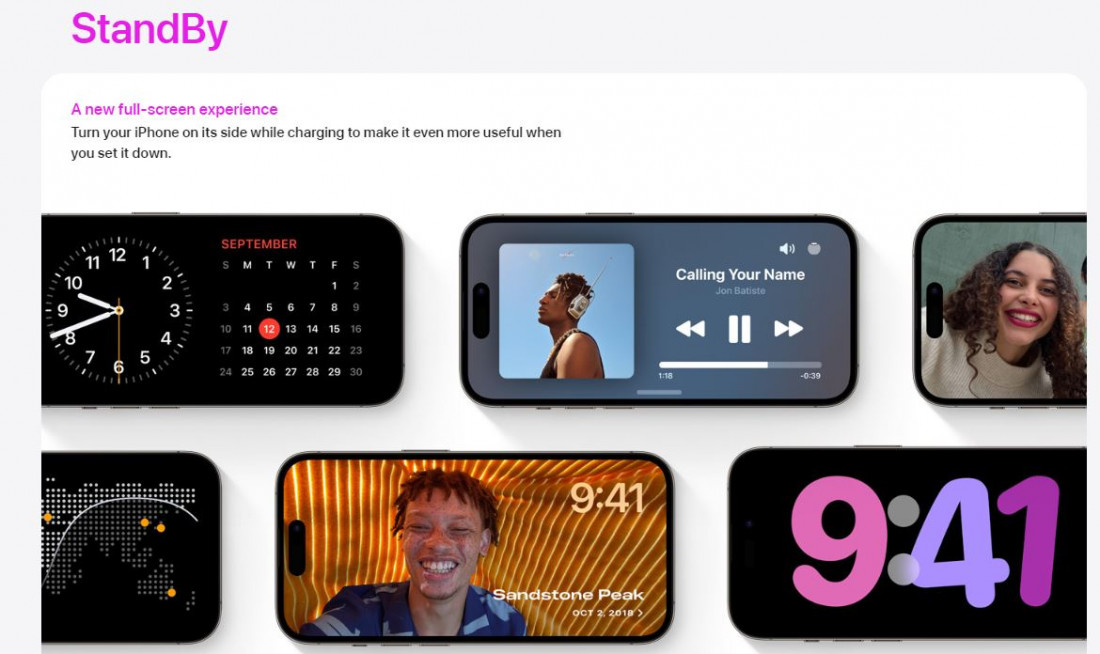 StandBy
A new full-screen experience
Turn your iPhone on its side while charging to make it even more useful when
you set it down.
12
11 1
10 2
9 3
8 4
7 5
6
SEPTEMBER
S M T W T F S
1 2
3 4 5 6 7 8 9
10 11 12 13 14 15 16
17 18 19 20 21 22 23
24 25 26 27 28 29 30
Calling Your Name
Jon Batiste
1:18 -0:39
9:41
Sandstone Peak
OCT 2, 2018 >
9:41